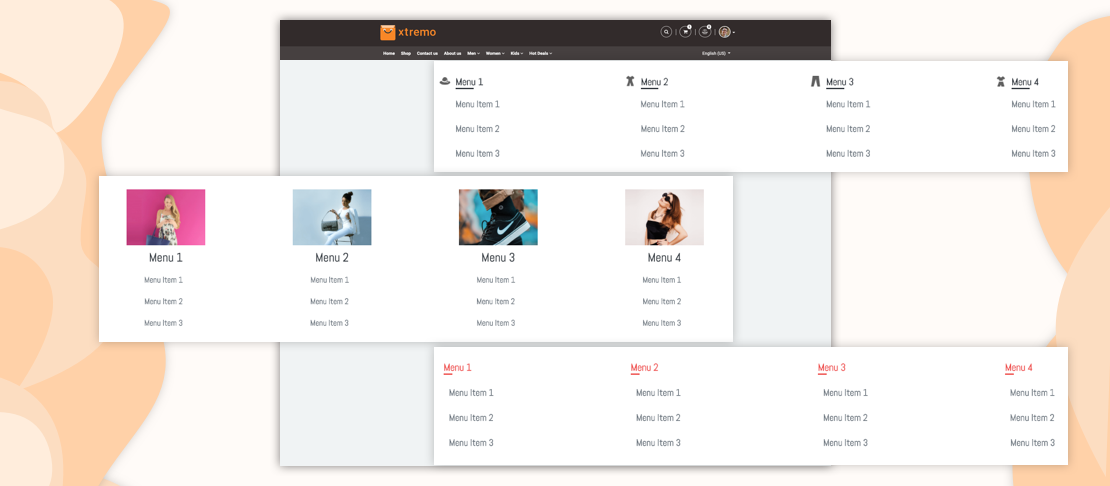 xtremo
Home Shop Contact us About us Men Women Kids Hot Deals English (US)
Menu 1 Menu 2 Menu 3 Menu 4
Menu Item 1 Menu Item 1 Menu Item 1 Menu Item 1
Menu Item 2 Menu Item 2 Menu Item 2 Menu Item 2
Menu Item 3 Menu Item 3 Menu Item 3 Menu Item 3
Menu 1 Menu 2 Menu 3 Menu 4
Menu Item 1 Menu Item 1 Menu Item 1 Menu Item 1
Menu Item 2 Menu Item 2 Menu Item 2 Menu Item 2
Menu Item 3 Menu Item 3 Menu Item 3 Menu Item 3
Menu 1 Menu 2 Menu 3 Menu 4
Menu Item 1 Menu Item 1 Menu Item 1 Menu Item 1
Menu Item 2 Menu Item 2 Menu Item 2 Menu Item 2
Menu Item 3 Menu Item 3 Menu Item 3 Menu Item 3